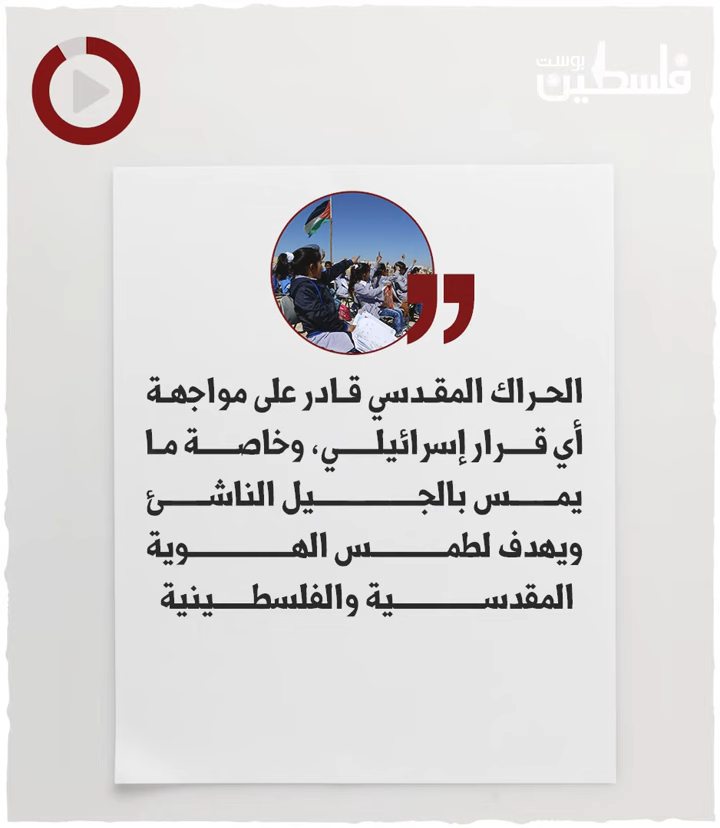 فلسطين بوست
الحراك المقدسي قادر على مواجهة
أي قرار إسرائيلي، وخاصة ما
يمس بالجيل الناشئ
ويهدف لطمس الهوية
المقدسية والفلسطينية